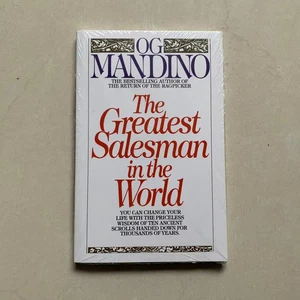 OG
MANDINO
THE BESTSELLING AUTHOR OF
THE RETURN OF THE RAGPICKER
The
Greatest
Salesman
in the
World
YOU CAN CHANGE YOUR
LIFE WITH THE PRICELESS
WISDOM OF TEN ANCIENT
SCROLLS HANDED DOWN FOR
THOUSANDS OF YEARS.